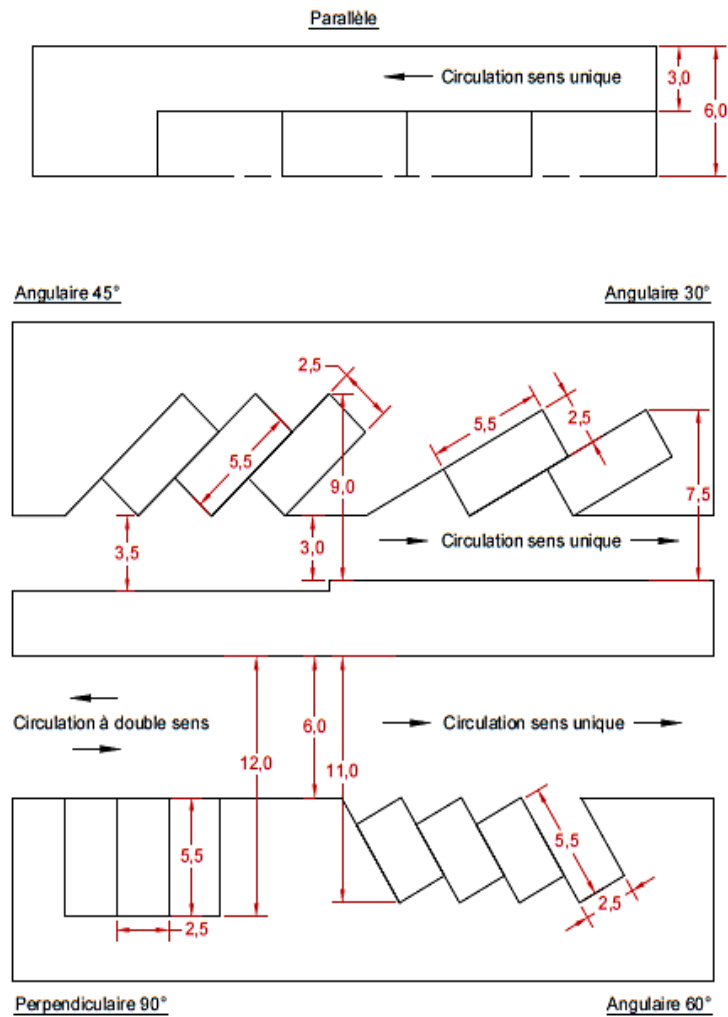 Parallèle
Circulation sens unique
3,0
6,0
Angulaire 45°
Angulaire 30°
2,5
5,5
2,5
5,5
9,0
7,5
3,5
3,0
Circulation sens unique
Circulation à double sens
6,0
Circulation sens unique
12,0
11,0
5,5
5,5
2,5
2,5
Perpendiculaire 90°
Angulaire 60°